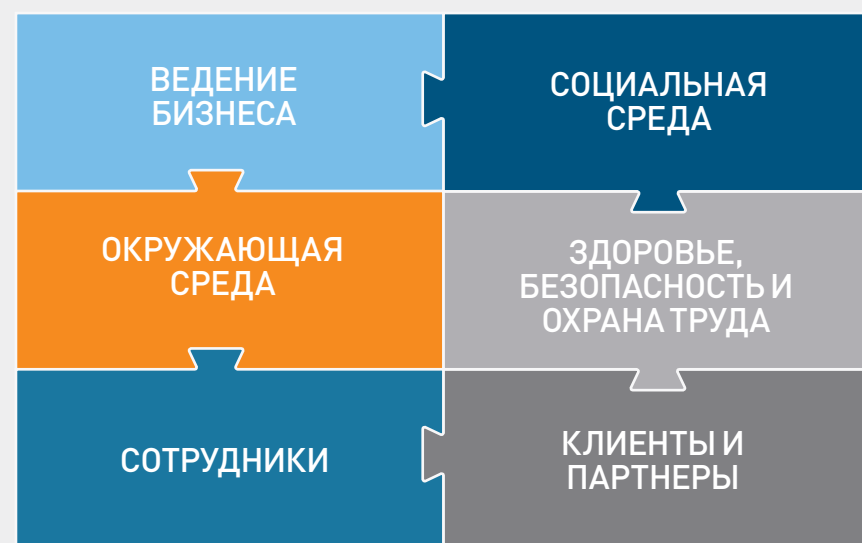 ВЕДЕНИЕ
БИЗНЕСА
СОЦИАЛЬНАЯ
СРЕДА
ОКРУЖАЮЩАЯ
СРЕДА
ЗДОРОВЬЕ,
БЕЗОПАСНОСТЬ И
ОХРАНА ТРУДА
СОТРУДНИКИ
КЛИЕНТЫ И
ПАРТНЕРЫ